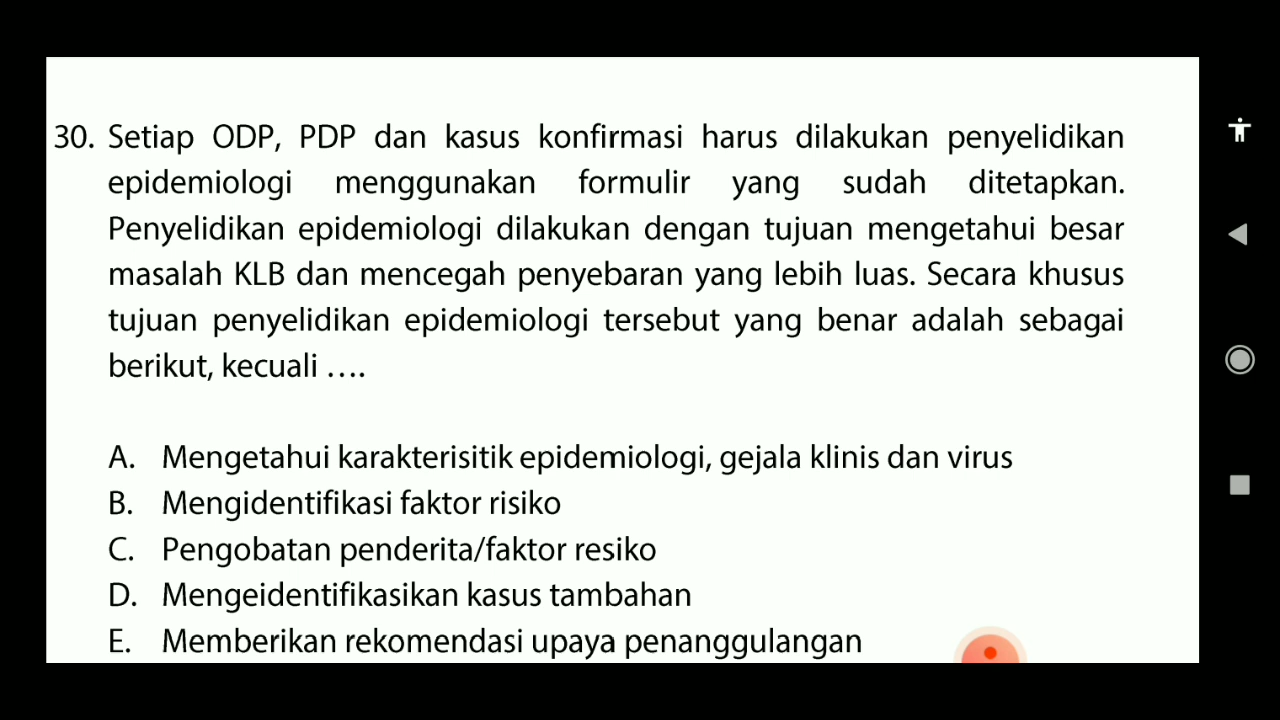 30. Setiap ODP, PDP dan kasus konfirmasi harus dilakukan penyelidikan
epidemiologi menggunakan formulir yang sudah ditetapkan.
Penyelidikan epidemiologi dilakukan dengan tujuan mengetahui besar
masalah KLB dan mencegah penyebaran yang lebih luas. Secara khusus
tujuan penyelidikan epidemiologi tersebut yang benar adalah sebagai
berikut, kecuali ....
A. Mengetahui karakterisitik epidemiologi, gejala klinis dan virus
B. Mengidentifikasi faktor risiko
C. Pengobatan penderita/faktor resiko
D. Mengeidentifikasikan kasus tambahan
E. Memberikan rekomendasi upaya penanggulangan